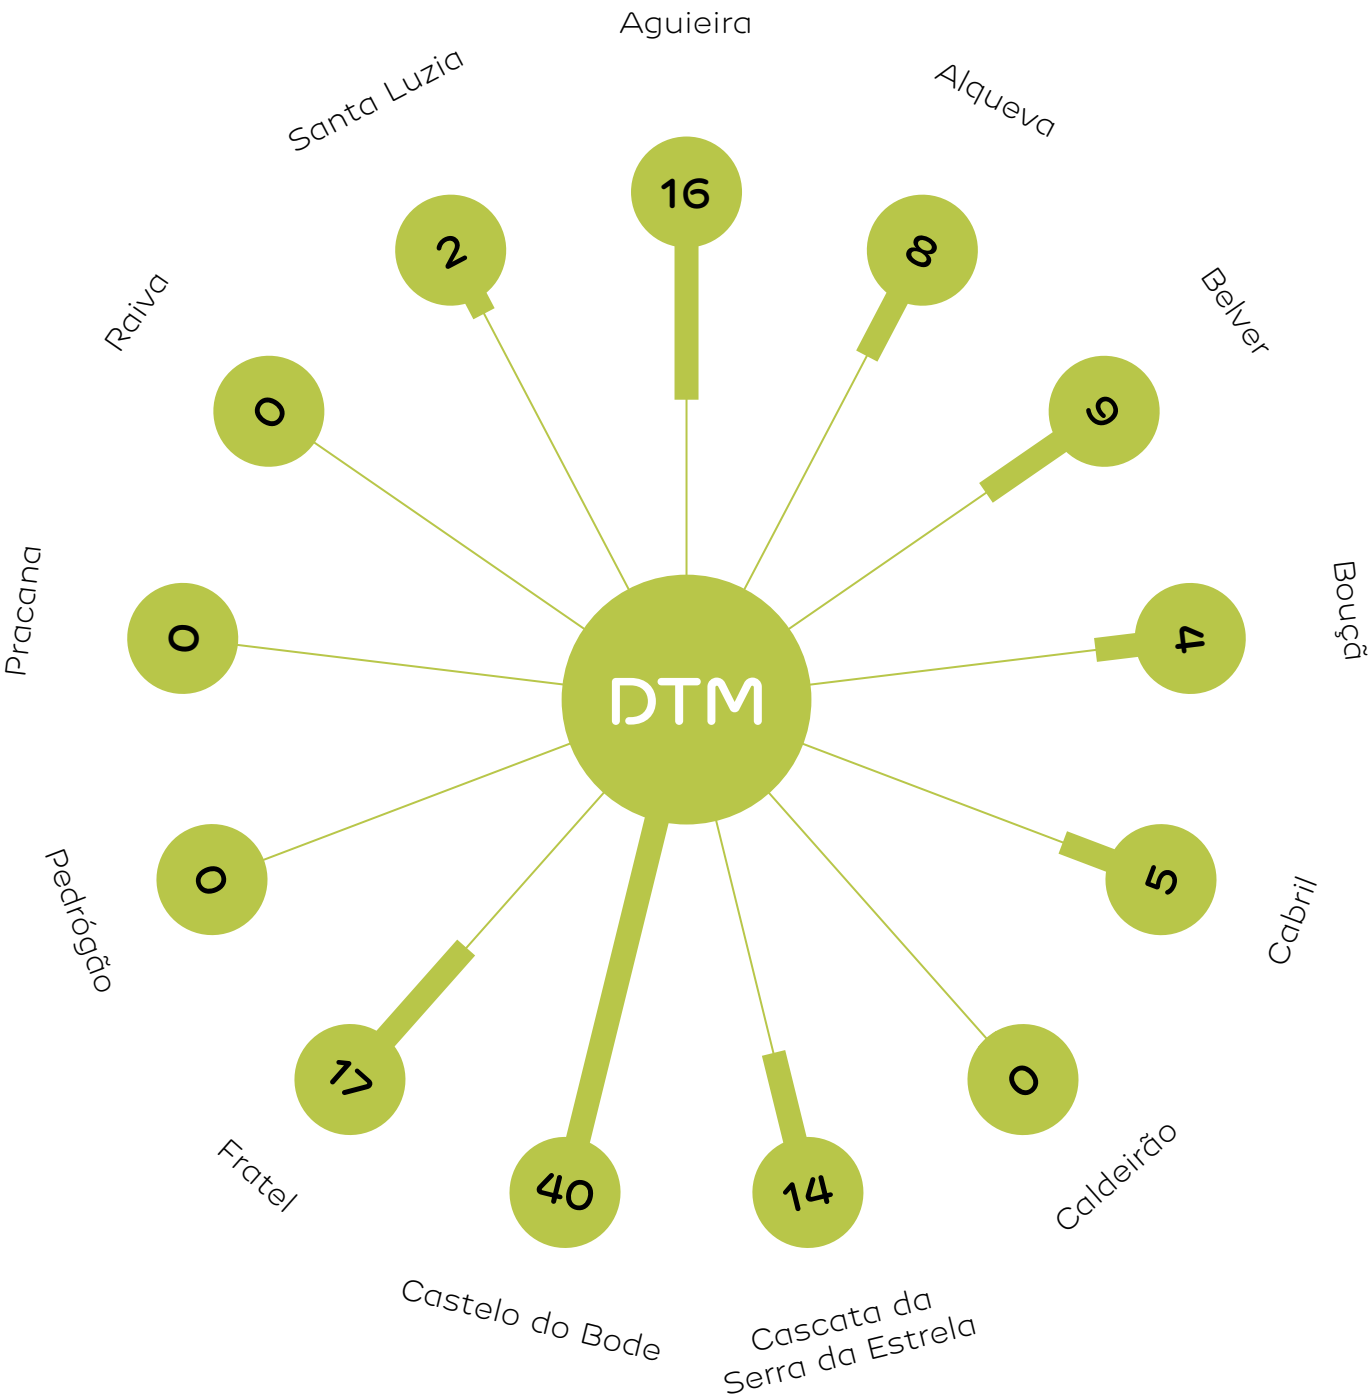 Aguieira
16
Alqueva
8
Belver
9
Bouçã
4
Cabril
5
Caldeirão
0
Cascata da
Serra da Estrela
14
Castelo do Bode
40
Fratel
17
Pedrógão
0
Pracana
0
Raiva
0
Santa Luzia
2
DTM